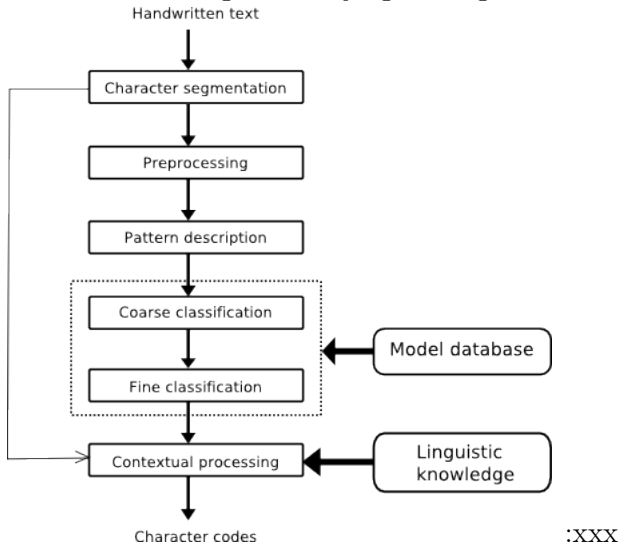 Handwritten text
Character segmentation
Preprocessing
Pattern description
Coarse classification
Model database
Fine classification
Contextual processing
Linguistic
knowledge
Character codes
:xxx